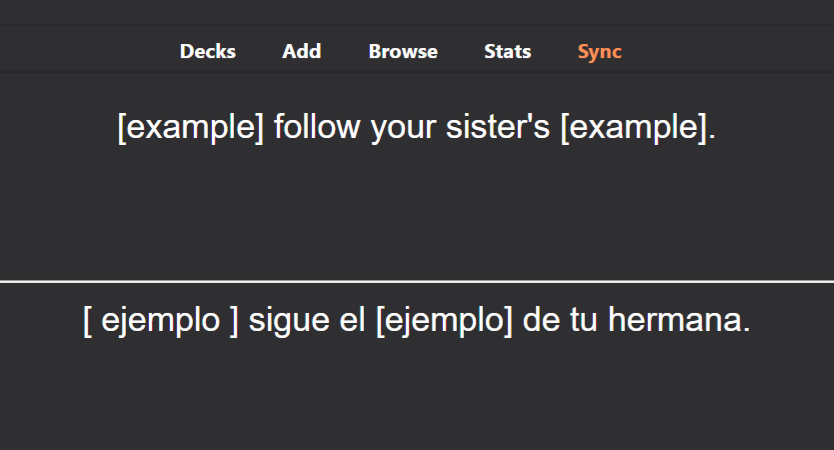 Decks Add Browse Stats Sync
[example] follow your sister's [example].
[ ejemplo ] sigue el [ejemplo] de tu hermana.